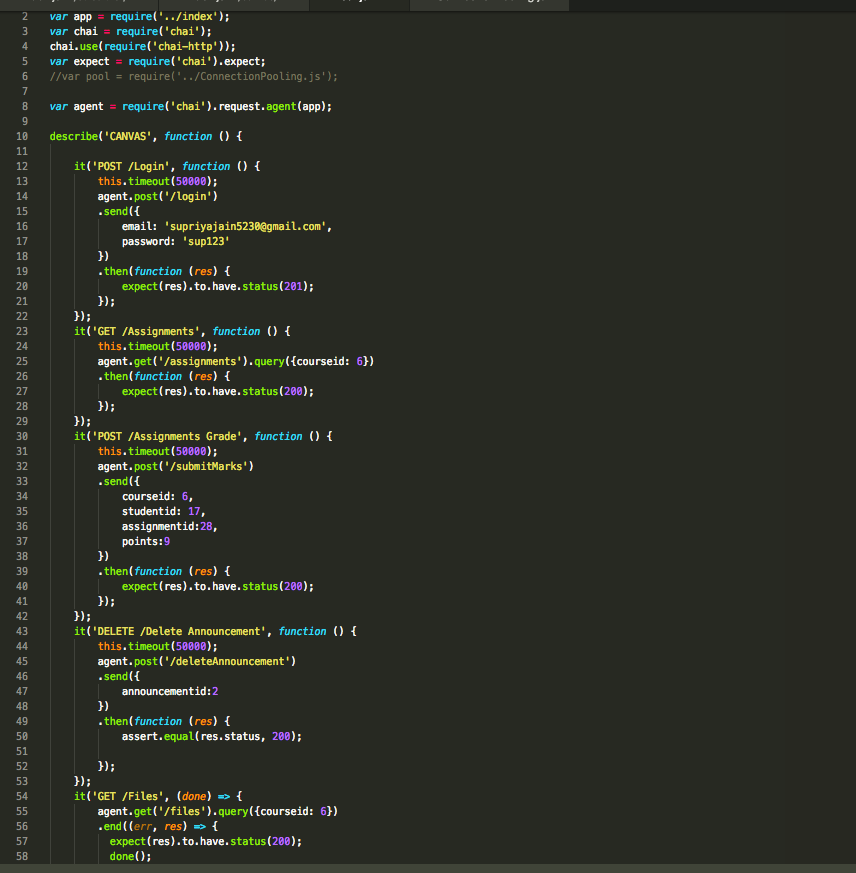 2 var app = require('../index');
3 var chai = require('chai');
4 chai.use(require('chai-http'));
5 var expect = require('chai').expect;
6 //var pool = require('../ConnectionPooling.js');
7
8 var agent = require('chai').request.agent(app);
9
10 describe('CANVAS', function () {
11
12 it('POST /Login', function () {
13 this.timeout(50000);
14 agent.post('/login')
15 .send({
16 email: 'supriyajain5230@gmail.com',
17 password: 'sup123'
18 })
19 .then(function (res) {
20 expect(res).to.have.status(201);
21 });
22 });
23 it('GET /Assignments', function () {
24 this.timeout(50000);
25 agent.get('/assignments').query({courseid: 6})
26 .then(function (res) {
27 expect(res).to.have.status(200);
28 });
29 });
30 it('POST /Assignments Grade', function () {
31 this.timeout(50000);
32 agent.post('/submitMarks')
33 .send({
34 courseid: 6,
35 studentid: 17,
36 assignmentid:28,
37 points:9
38 })
39 .then(function (res) {
40 expect(res).to.have.status(200);
41 });
42 });
43 it('DELETE /Delete Announcement', function () {
44 this.timeout(50000);
45 agent.post('/deleteAnnouncement')
46 .send({
47 announcementid:2
48 })
49 .then(function (res) {
50 assert.equal(res.status, 200);
51
52 });
53 });
54 it('GET /Files', (done) => {
55 agent.get('/files').query({courseid: 6})
56 .end((err, res) => {
57 expect(res).to.have.status(200);
58 done();